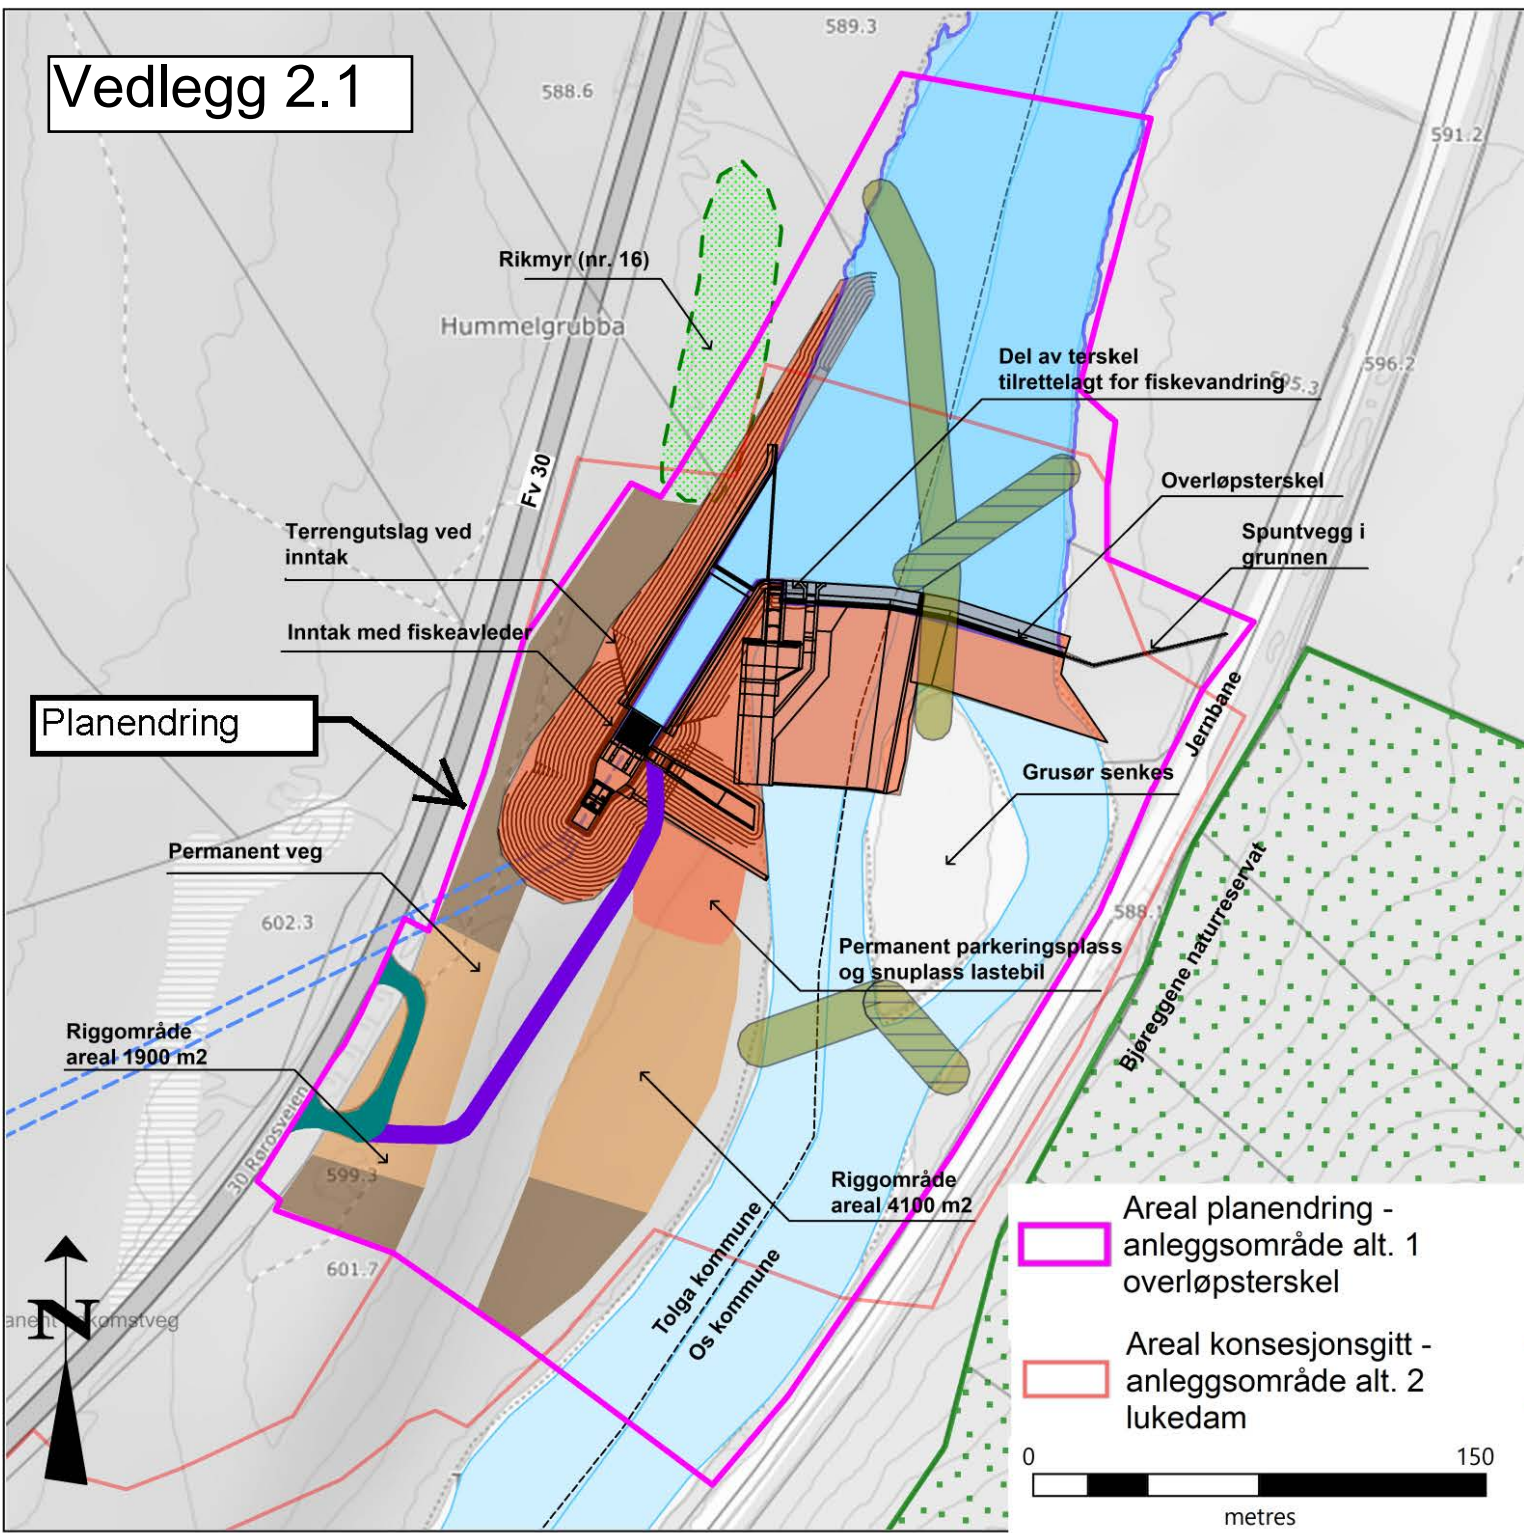 Vedlegg 2.1
589.3
588.6
591.2
Rikmyr (nr. 16)
Hummelgrubba
Del av terskel
tilrettelagt for fiskevandring
596.2
595.3
Fv 30
Overløpsterskel
Terrengutslag ved
inntak
Spuntvegg i
grunnen
Inntak med fiskeavleder
Planendring
Jernbane
Grusør senkes
Permanent veg
602.3
588.1
Bjøreggene naturreservat
Permanent parkeringsplass
og snuplass lastebil
Riggområde
areal 1900 m2
30 Rørosveien
599.3
Riggområde
areal 4100 m2
601.7
Tolga kommune
Os kommune
N
Areal planendring -
anleggsområde alt. 1
overløpsterskel
Areal konsesjonsgitt -
anleggsområde alt. 2
lukedam
0 150
metres